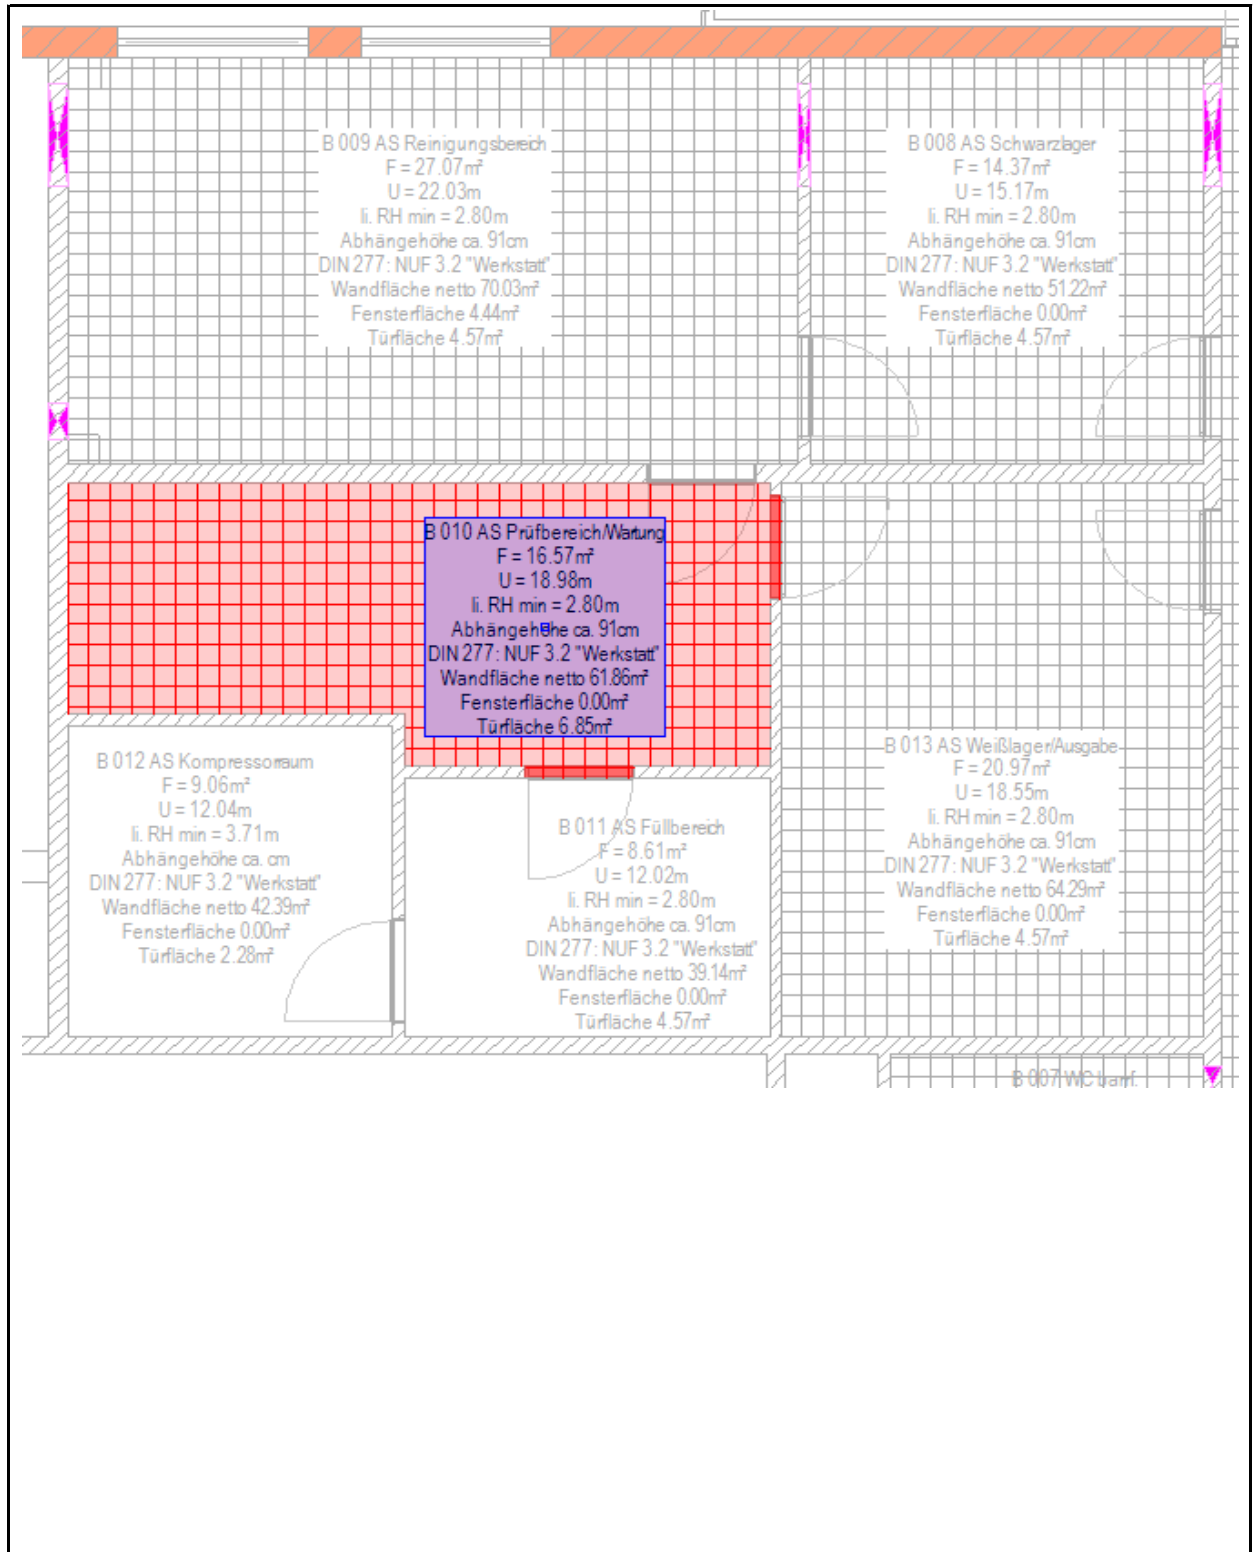 B 009 AS Reinigungsbereich
F = 27.07m²
U = 22.03m
li. RH min = 2.80m
Abhängehöhe ca. 91cm
DIN 277: NUF 3.2 "Werkstatt"
Wandfläche netto 70.03m²
Fensterfläche 4.44m²
Türfläche 4.57m²
B 008 AS Schwarzlager
F = 14.37m²
U = 15.17m
li. RH min = 2.80m
Abhängehöhe ca. 91cm
DIN 277: NUF 3.2 "Werkstatt"
Wandfläche netto 51.22m²
Fensterfläche 0.00m²
Türfläche 4.57m²
B 010 AS Prüfbereich/Wartung
F = 16.57m²
U = 18.98m
li. RH min = 2.80m
Abhängehöhe ca. 91cm
DIN 277: NUF 3.2 "Werkstatt"
Wandfläche netto 61.86m²
Fensterfläche 0.00m²
Türfläche 6.85m²
B 012 AS Kompressorraum
F = 9.06m²
U = 12.04m
li. RH min = 3.71m
Abhängehöhe ca. cm
DIN 277: NUF 3.2 "Werkstatt"
Wandfläche netto 42.39m²
Fensterfläche 0.00m²
Türfläche 2.28m²
B 011 AS Füllbereich
F = 8.61m²
U = 12.02m
li. RH min = 2.80m
Abhängehöhe ca. 91cm
DIN 277: NUF 3.2 "Werkstatt"
Wandfläche netto 39.14m²
Fensterfläche 0.00m²
Türfläche 4.57m²
B 013 AS Weißlager/Ausgabe
F = 20.97m²
U = 18.55m
li. RH min = 2.80m
Abhängehöhe ca. 91cm
DIN 277: NUF 3.2 "Werkstatt"
Wandfläche netto 64.29m²
Fensterfläche 0.00m²
Türfläche 4.57m²
B 007 WC barrf.